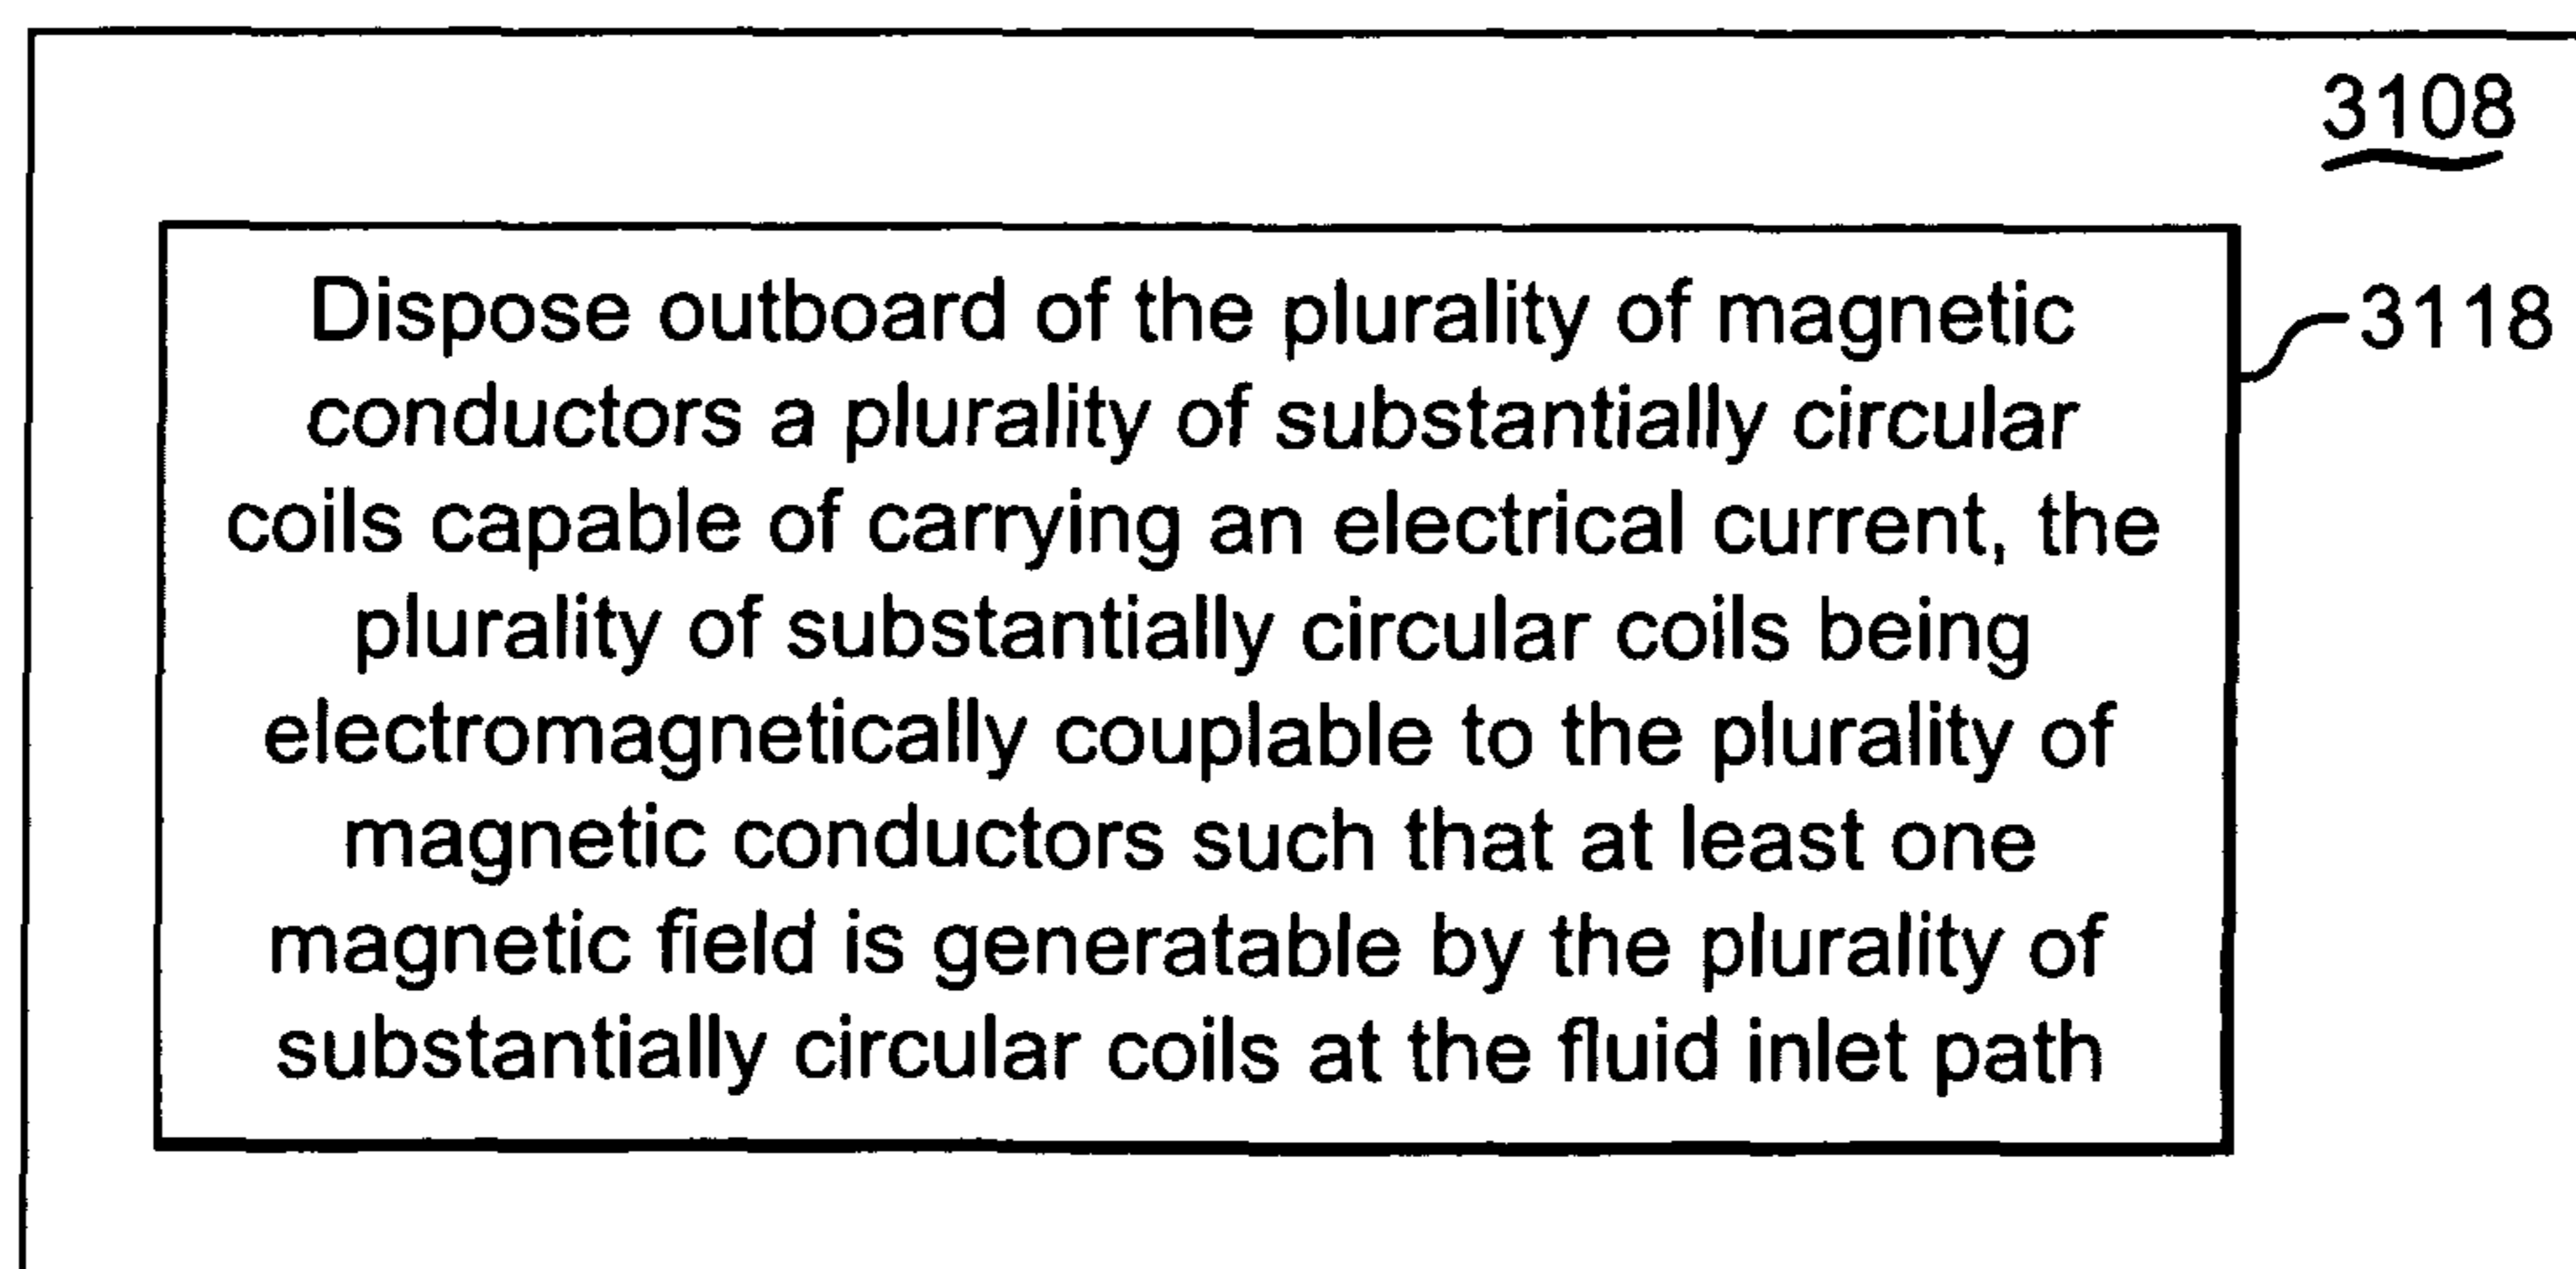 3108
Dispose outboard of the plurality of magnetic
conductors a plurality of substantially circular
coils capable of carrying an electrical current, the
plurality of substantially circular coils being
electromagnetically couplable to the plurality of
magnetic conductors such that at least one
magnetic field is generatable by the plurality of
substantially circular coils at the fluid inlet path
3118